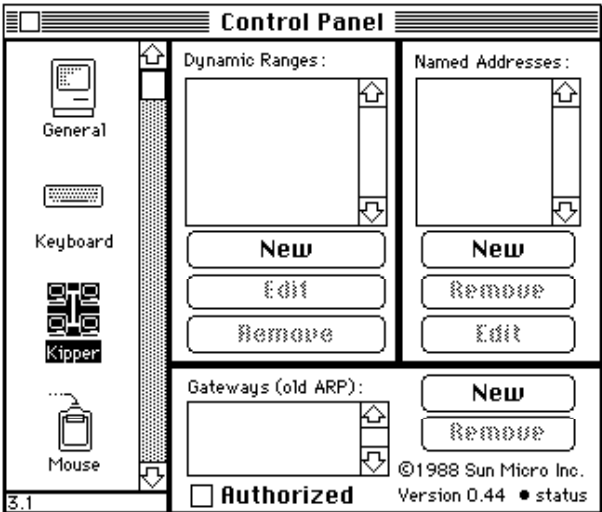 Control Panel
General
Keyboard
Kipper
Mouse
3.1
Dynamic Ranges:
New
Edit
Remove
Named Addresses:
New
Remove
Edit
Gateways (old ARP):
New
Remove
Authorized
©1988 Sun Micro Inc.
Version 0.44 ● status